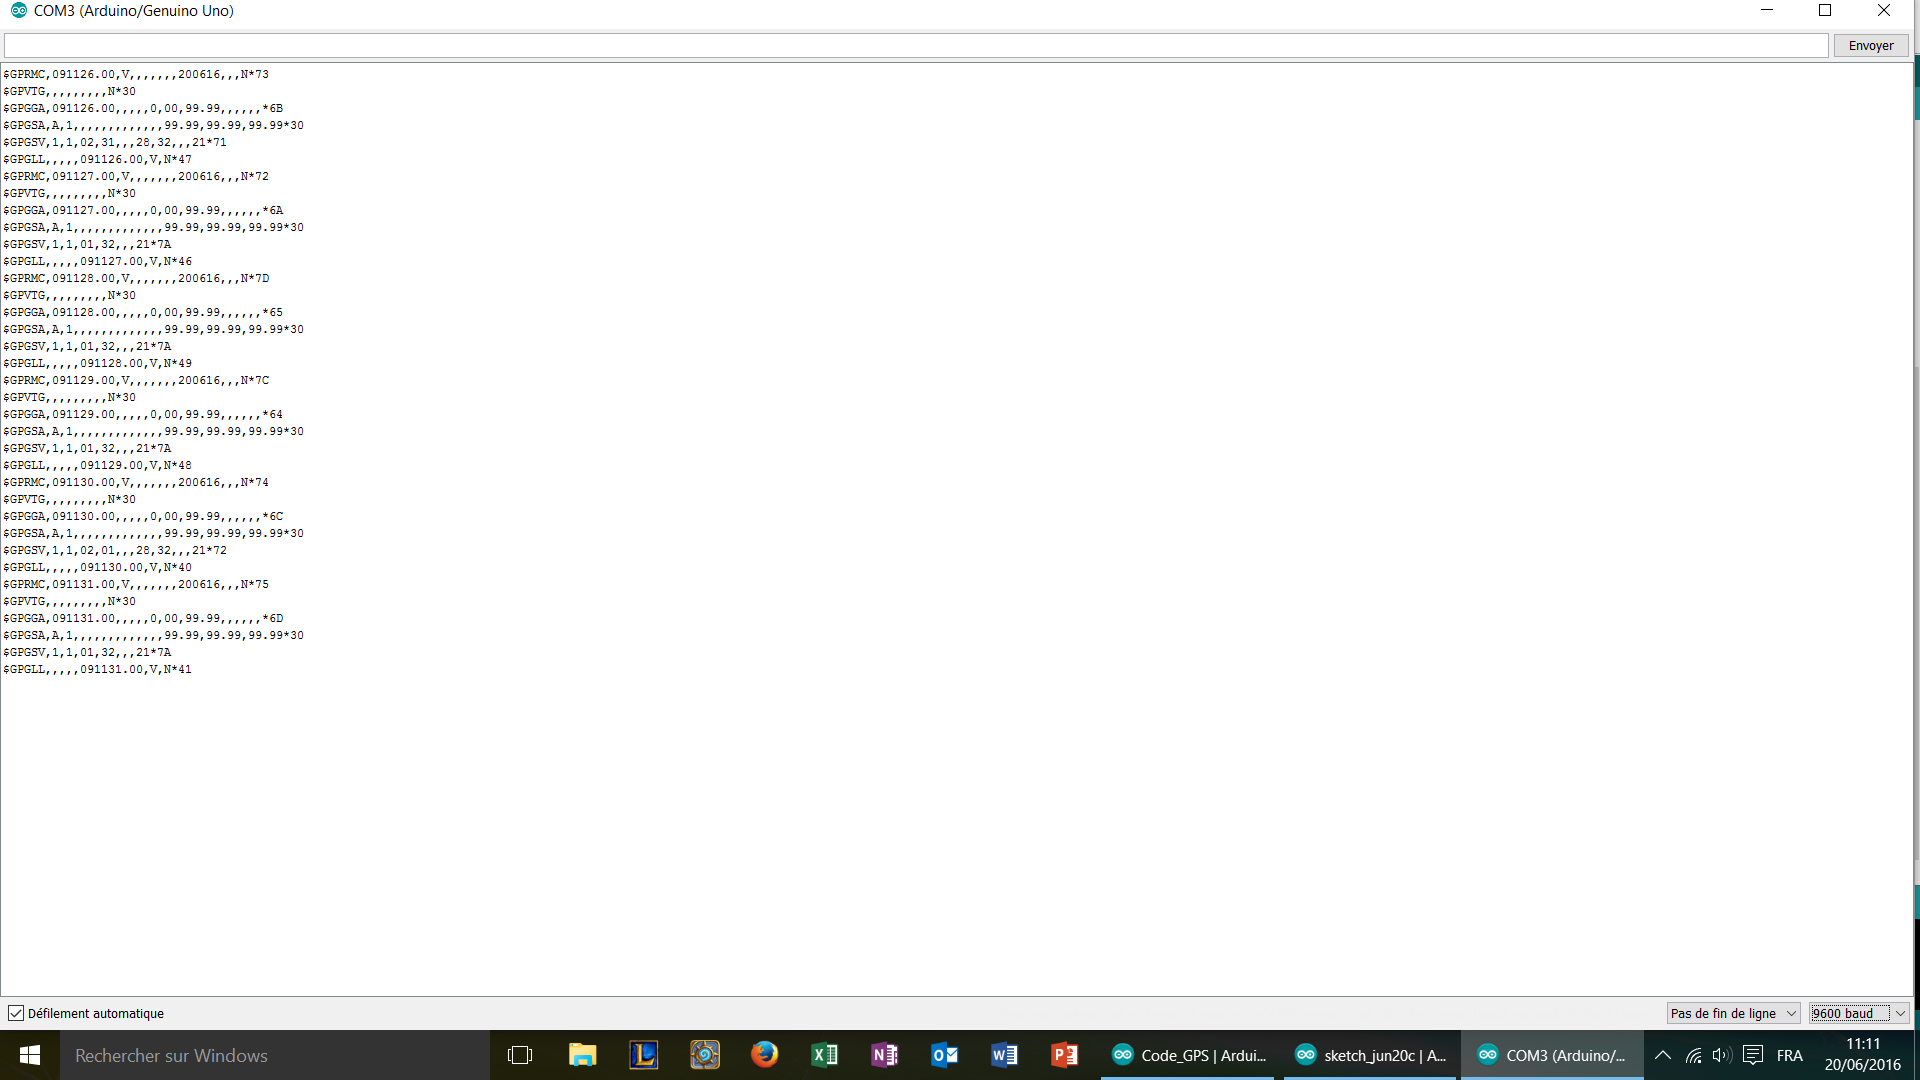 COM3 (Arduino/Genuino Uno)
Envoyer
$GPRMC,091126.00,V,,,,,,,200616,,,N*73
$GPVTG,,,,,,,,,N*30
$GPGGA,091126.00,,,,,0,00,99.99,,,,,,*6B
$GPGSA,A,1,,,,,,,,,,,,,99.99,99.99,99.99*30
$GPGSV,1,1,02,31,,,28,32,,,21*71
$GPGLL,,,,,091126.00,V,N*47
$GPRMC,091127.00,V,,,,,,,200616,,,N*72
$GPVTG,,,,,,,,,N*30
$GPGGA,091127.00,,,,,0,00,99.99,,,,,,*6A
$GPGSA,A,1,,,,,,,,,,,,,99.99,99.99,99.99*30
$GPGSV,1,1,01,32,,,21*7A
$GPGLL,,,,,091127.00,V,N*46
$GPRMC,091128.00,V,,,,,,,200616,,,N*7D
$GPVTG,,,,,,,,,N*30
$GPGGA,091128.00,,,,,0,00,99.99,,,,,,*65
$GPGSA,A,1,,,,,,,,,,,,,99.99,99.99,99.99*30
$GPGSV,1,1,01,32,,,21*7A
$GPGLL,,,,,091128.00,V,N*49
$GPRMC,091129.00,V,,,,,,,200616,,,N*7C
$GPVTG,,,,,,,,,N*30
$GPGGA,091129.00,,,,,0,00,99.99,,,,,,*64
$GPGSA,A,1,,,,,,,,,,,,,99.99,99.99,99.99*30
$GPGSV,1,1,01,32,,,21*7A
$GPGLL,,,,,091129.00,V,N*48
$GPRMC,091130.00,V,,,,,,,200616,,,N*74
$GPVTG,,,,,,,,,N*30
$GPGGA,091130.00,,,,,0,00,99.99,,,,,,*6C
$GPGSA,A,1,,,,,,,,,,,,,99.99,99.99,99.99*30
$GPGSV,1,1,02,01,,,28,32,,,21*72
$GPGLL,,,,,091130.00,V,N*40
$GPRMC,091131.00,V,,,,,,,200616,,,N*75
$GPVTG,,,,,,,,,N*30
$GPGGA,091131.00,,,,,0,00,99.99,,,,,,*6D
$GPGSA,A,1,,,,,,,,,,,,,99.99,99.99,99.99*30
$GPGSV,1,1,01,32,,,21*7A
$GPGLL,,,,,091131.00,V,N*41
Défilement automatique
Pas de fin de ligne
9600 baud
Rechercher sur Windows
Code_GPS | Ardui...
sketch_jun20c | A...
COM3 (Arduino/...
FRA
11:11
20/06/2016